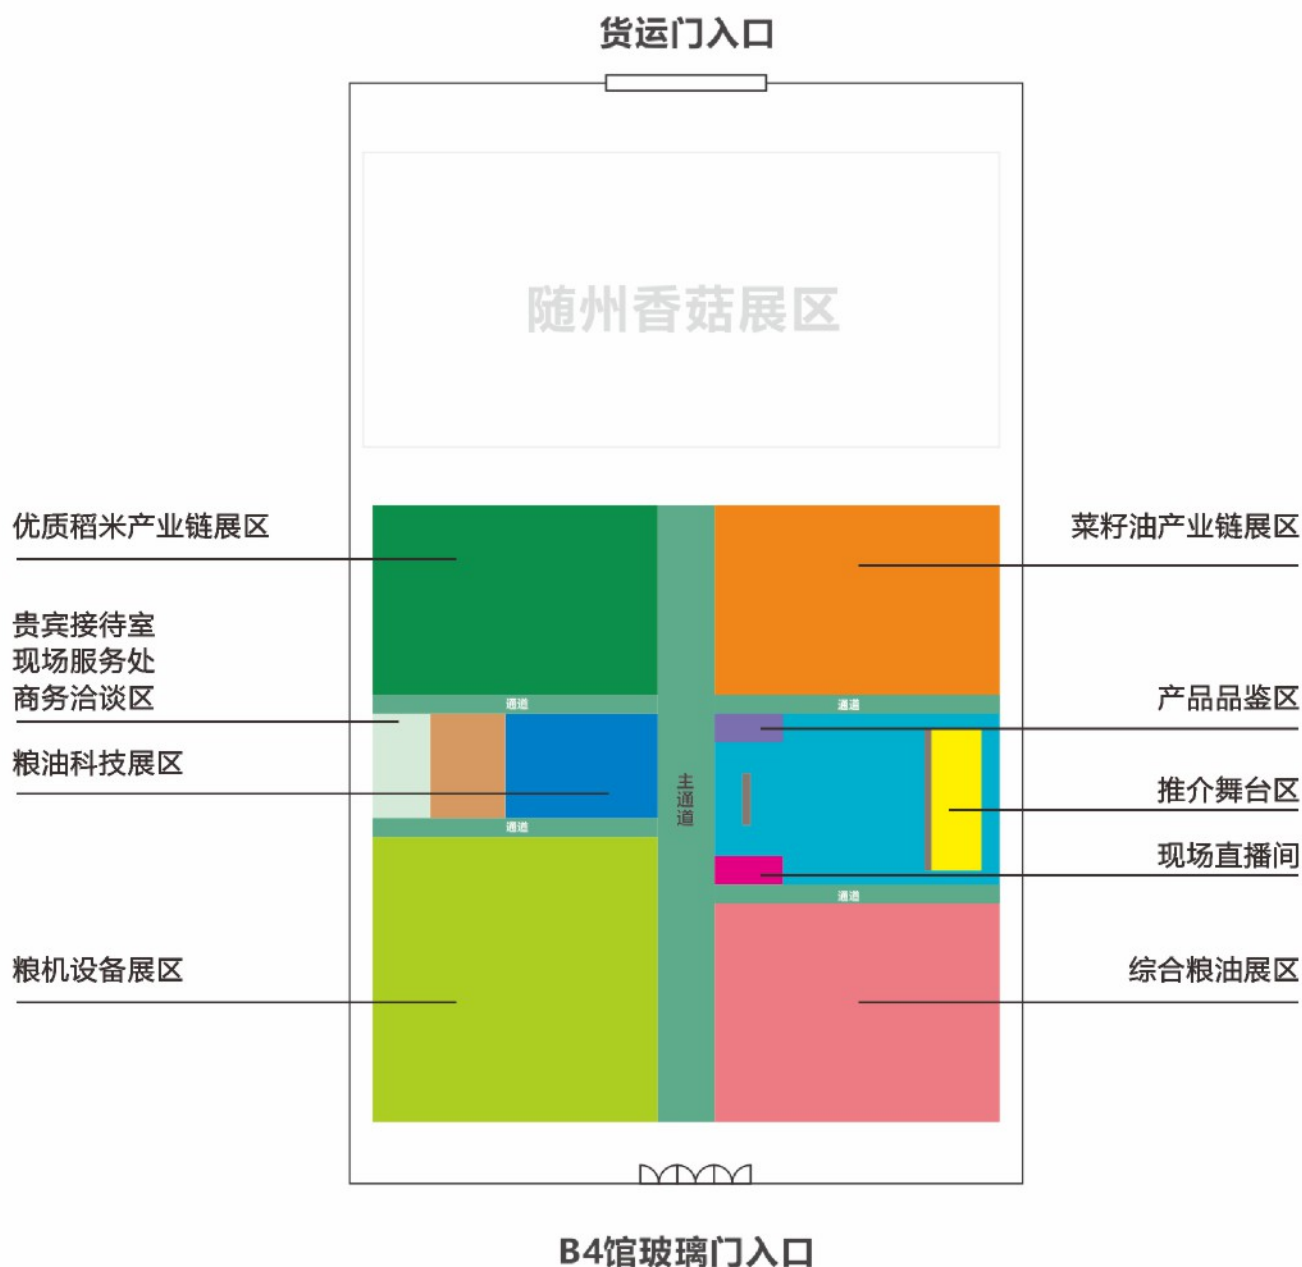 货运门入口
随州香菇展区
优质稻米产业链展区
菜籽油产业链展区
贵宾接待室
现场服务处
商务洽谈区
通道
通道
产品品鉴区
粮油科技展区
主通道
推介舞台区
通道
现场直播间
通道
粮机设备展区
综合粮油展区
B4馆玻璃门入口